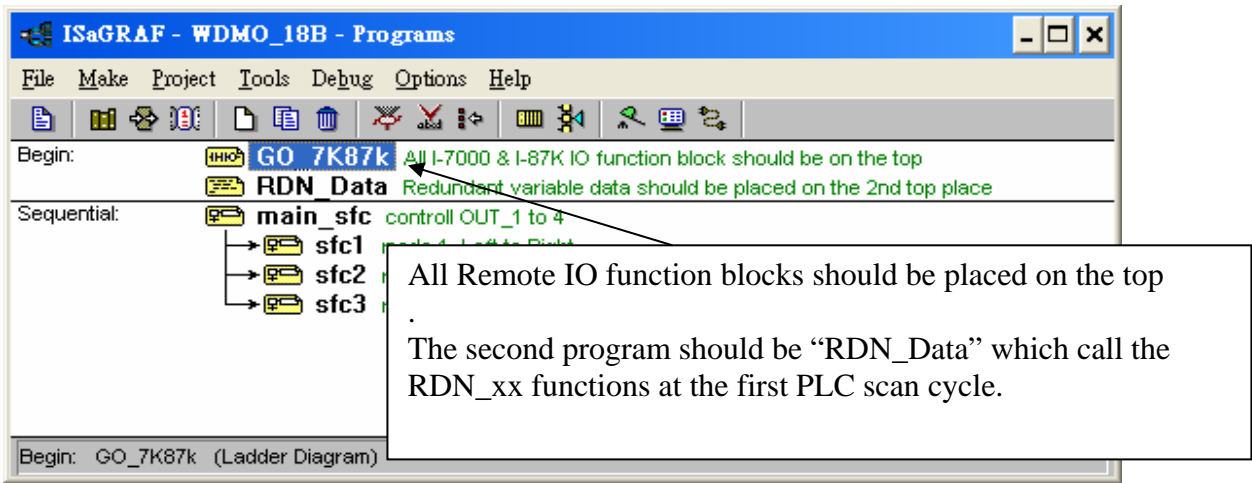 ISaGRAF - WDMO_18B - Programs
File Make Project Tools Debug Options Help
Begin: GO_7K87k All I-7000 & I-87K IO function block should be on the top
RDN_Data Redundant variable data should be placed on the 2nd top place
Sequential: main_sfc controll OUT_1 to 4
sfc1
sfc2
sfc3
All Remote IO function blocks should be placed on the top
.
The second program should be “RDN_Data” which call the
RDN_xx functions at the first PLC scan cycle.
Begin: GO_7K87k (Ladder Diagram)